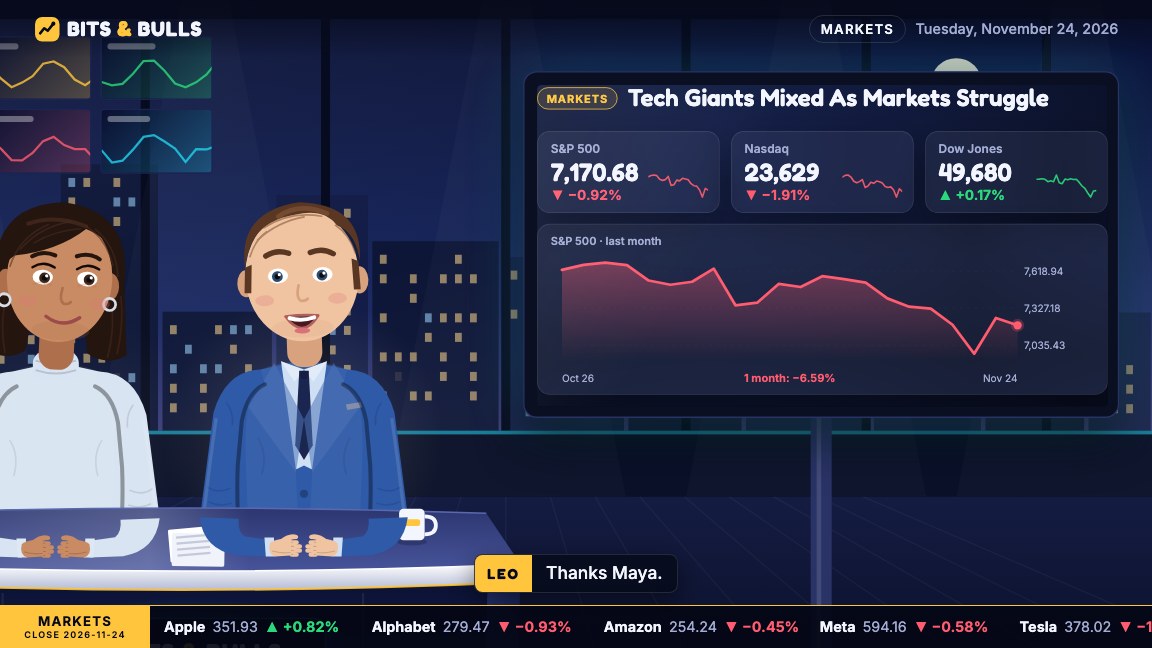 BITS & BULLS
MARKETS
Tuesday, November 24, 2026
MARKETS
Tech Giants Mixed As Markets Struggle
S&P 500
7,170.68
▼ −0.92%
Nasdaq
23,629
▼ −1.91%
Dow Jones
49,680
▲ +0.17%
S&P 500 · last month
7,618.94
7,327.18
7,035.43
Oct 26
1 month: −6.59%
Nov 24
LEO
Thanks Maya.
MARKETS
CLOSE 2026-11-24
Apple 351.93 ▲ +0.82%
Alphabet 279.47 ▼ −0.93%
Amazon 254.24 ▼ −0.45%
Meta 594.16 ▼ −0.58%
Tesla 378.02 ▼